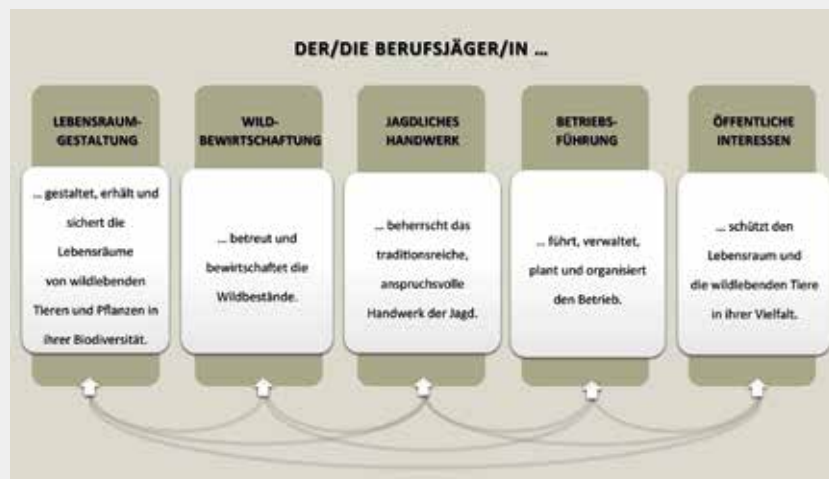 DER/DIE BERUFSJÄGER/IN ...
LEBENSRAUM-
GESTALTUNG
... gestaltet, erhält und
sichert die
Lebensräume
von wildlebenden
Tieren und Pflanzen in
ihrer Biodiversität.
WILD-
BEWIRTSCHAFTUNG
... betreut und
bewirtschaftet die
Wildbestände.
JAGDLICHES
HANDWERK
... beherrscht das
traditionsreiche,
anspruchsvolle
Handwerk der Jagd.
BETRIEBS-
FÜHRUNG
... führt, verwaltet,
plant und organisiert
den Betrieb.
ÖFFENTLICHE
INTERESSEN
... schützt den
Lebensraum und
die wildlebenden Tiere
in ihrer Vielfalt.